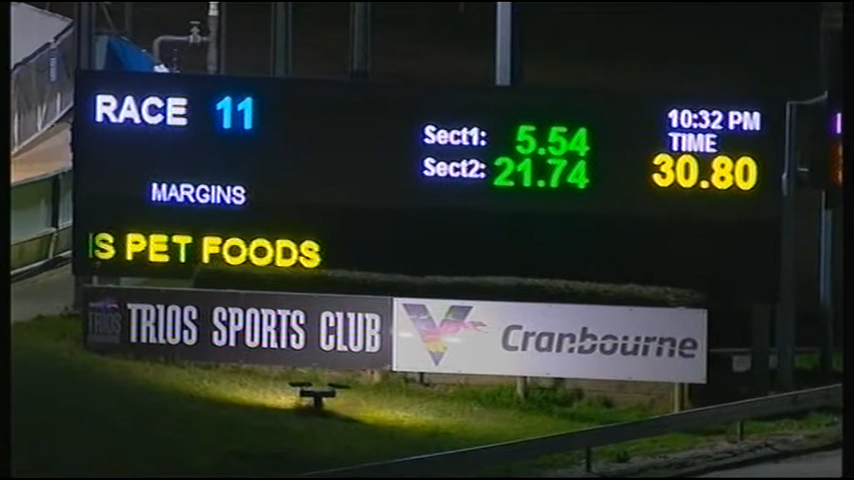 RACE 11
Sect1: 5.54
Sect2: 21.74
10:32 PM
TIME
30.80
MARGINS
S PET FOODS
TRIOS
TRIOS SPORTS CLUB
Cranbourne